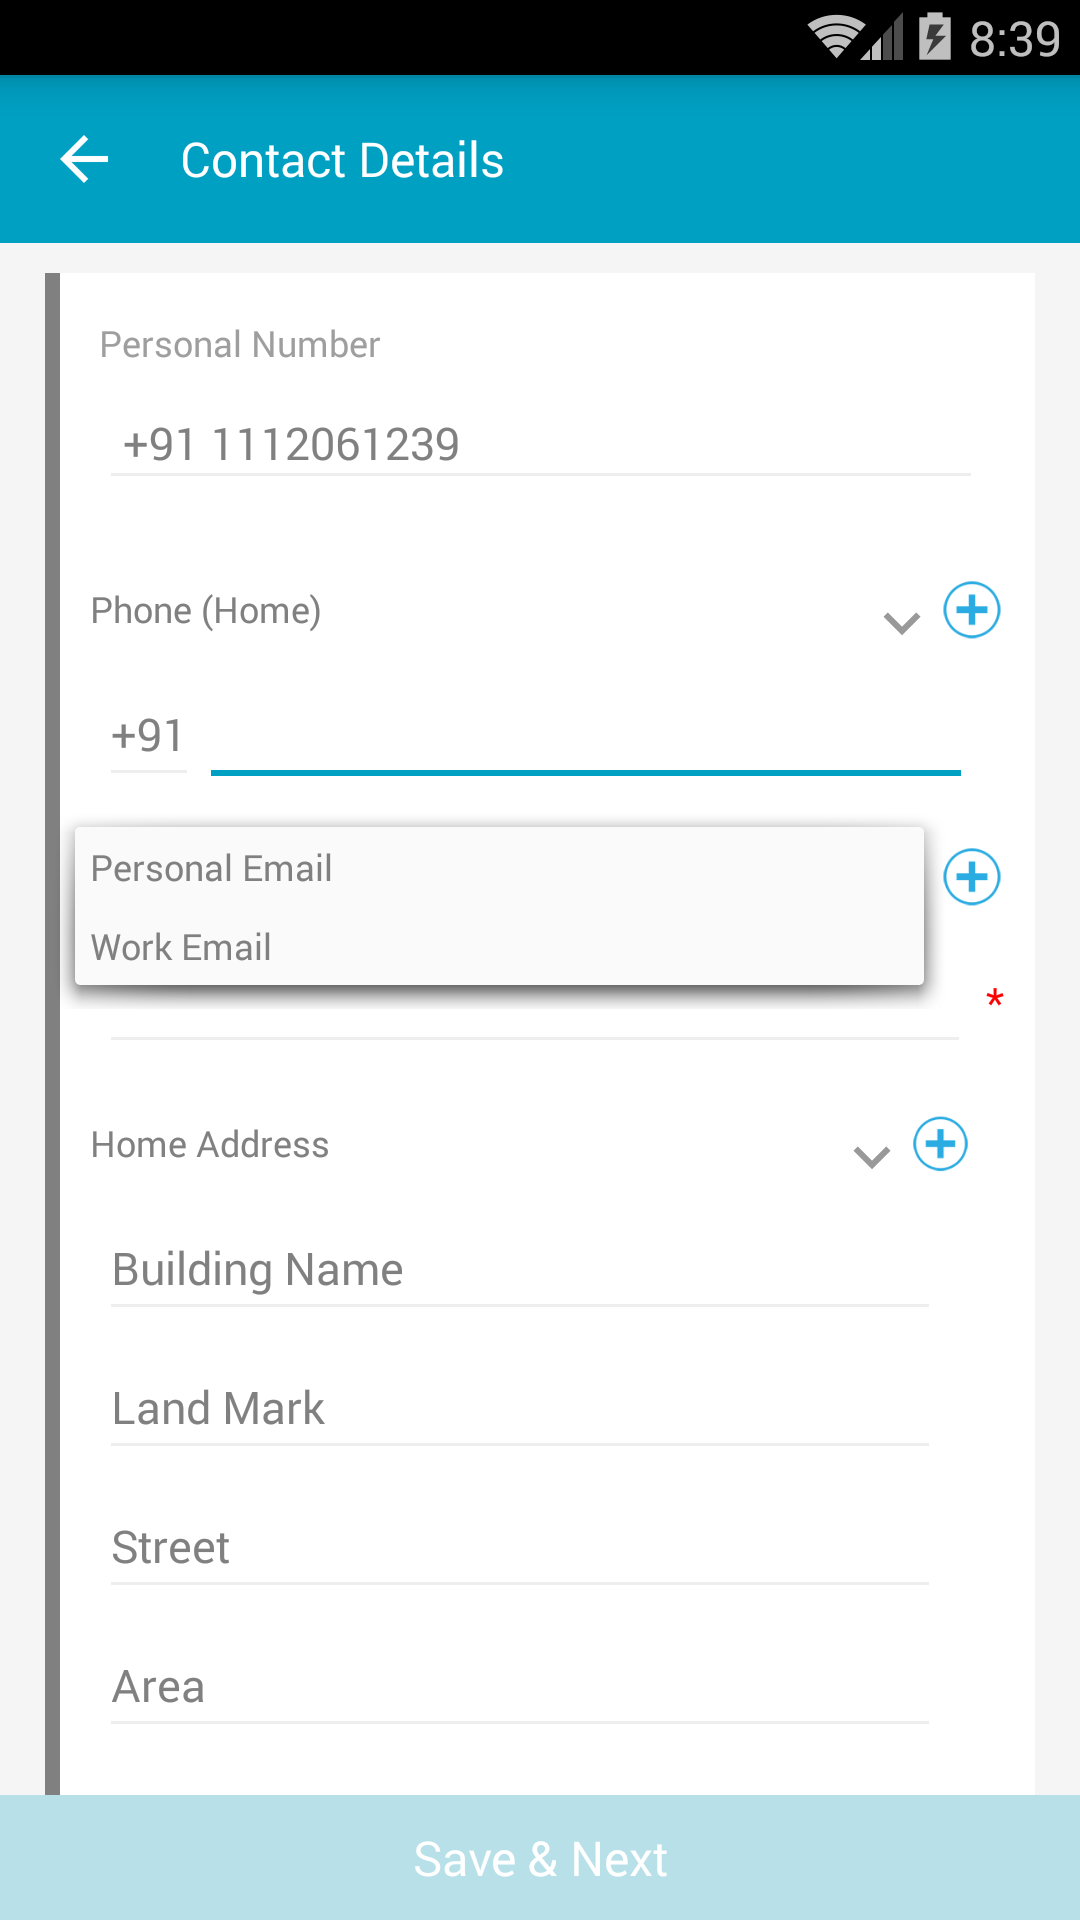 8:39
Contact Details
Personal Number
+91 1112061239
Phone (Home)
+91
Personal Email
Work Email
*
Home Address
Building Name
Land Mark
Street
Area
Save & Next